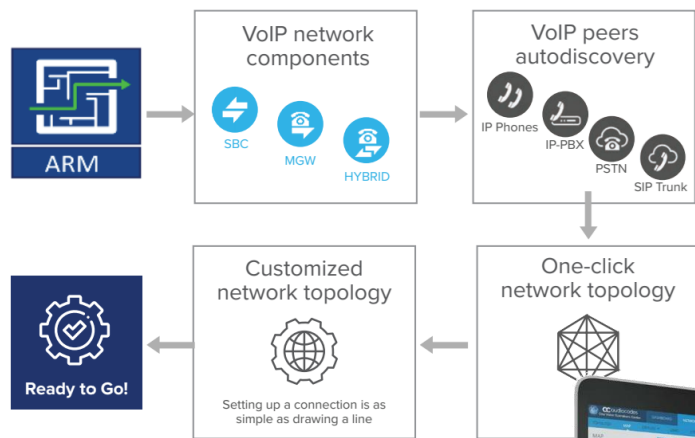 ARM
VoIP network
components
SBC
MGW
HYBRID
VoIP peers
autodiscovery
IP Phones
IP-PBX
PSTN
SIP Trunk
One-click
network topology
audiocodes
Customized
network topology
Setting up a connection is as
simple as drawing a line
Ready to Go!